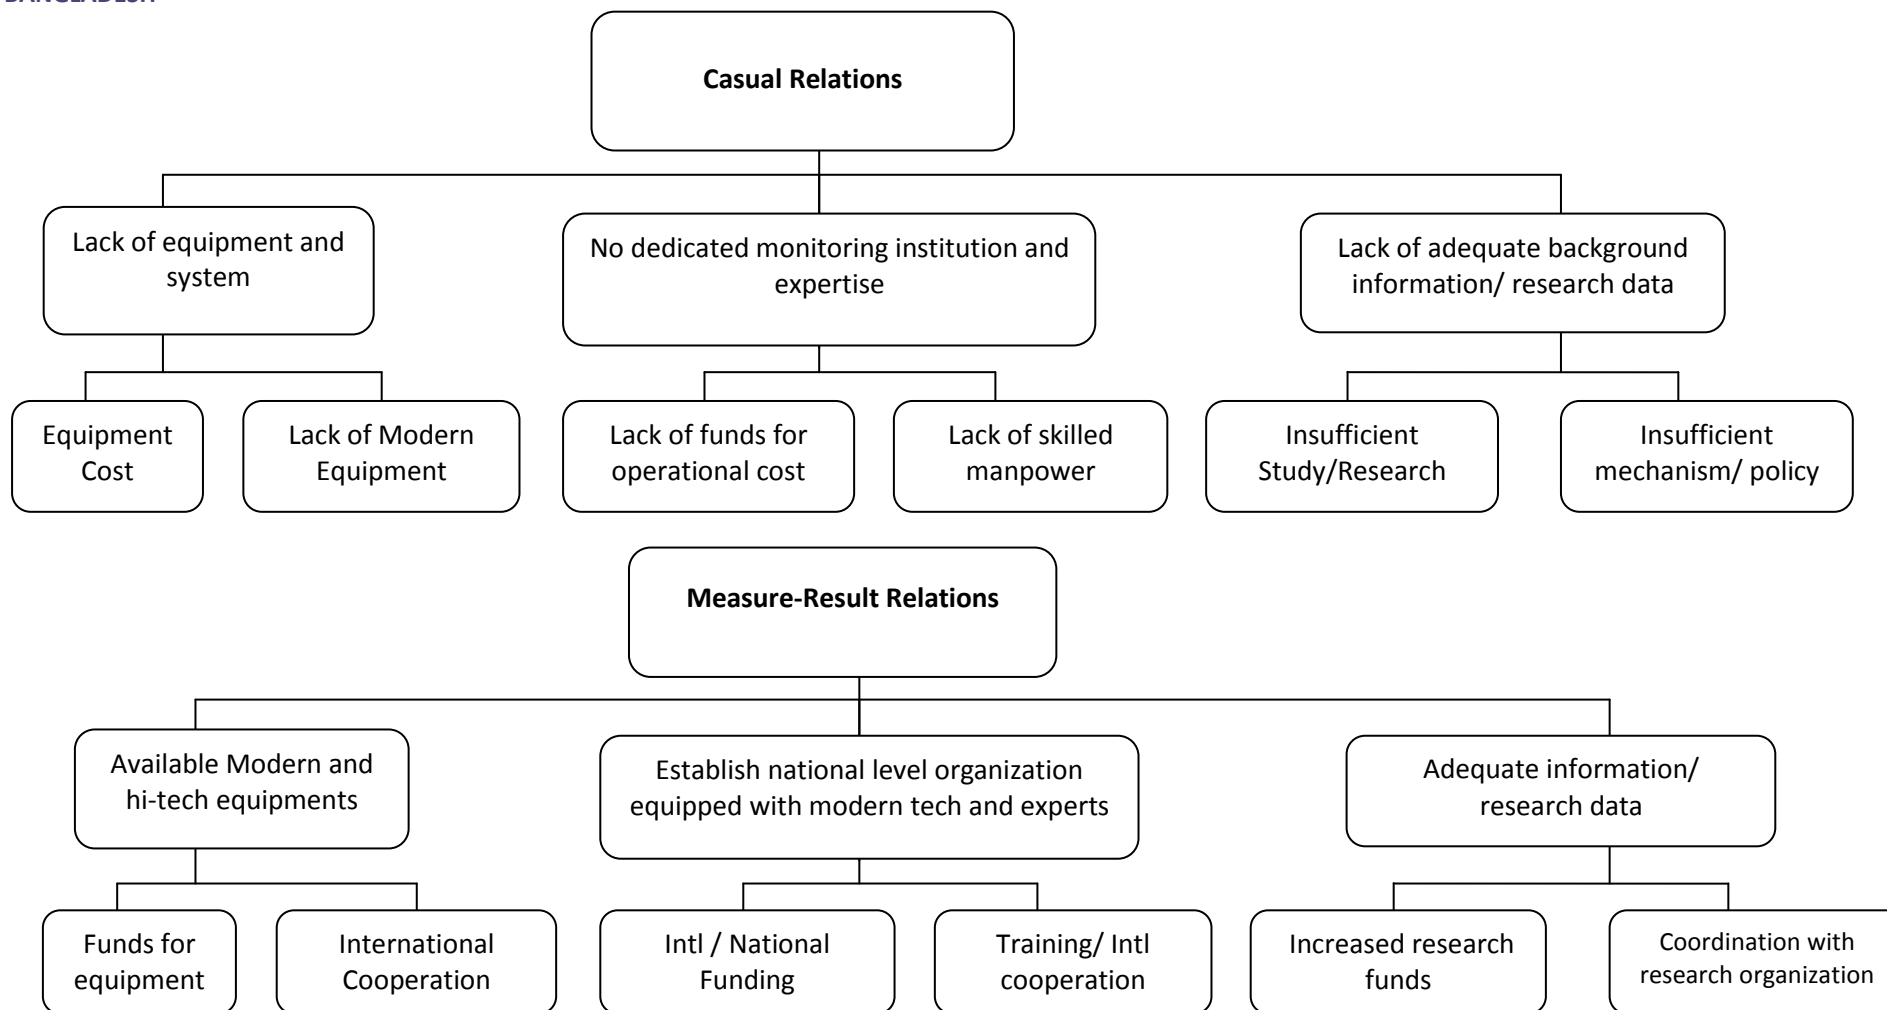 BANGLADESH
Casual Relations
Lack of equipment and
system
No dedicated monitoring institution and
expertise
Lack of adequate background
information/ research data
Equipment
Cost
Lack of Modern
Equipment
Lack of funds for
operational cost
Lack of skilled
manpower
Insufficient
Study/Research
Insufficient
mechanism/ policy
Measure-Result Relations
Available Modern and
hi-tech equipments
Establish national level organization
equipped with modern tech and experts
Adequate information/
research data
Funds for
equipment
International
Cooperation
Intl / National
Funding
Training/ Intl
cooperation
Increased research
funds
Coordination with
research organization